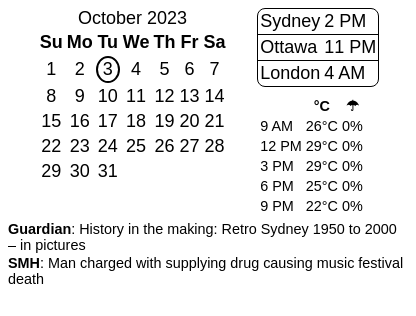 October 2023
Su Mo Tu We Th Fr Sa
1 2 3 4 5 6 7
8 9 10 11 12 13 14
15 16 17 18 19 20 21
22 23 24 25 26 27 28
29 30 31
Sydney 2 PM
Ottawa 11 PM
London 4 AM
°C ☂
9 AM 26°C 0%
12 PM 29°C 0%
3 PM 29°C 0%
6 PM 25°C 0%
9 PM 22°C 0%
Guardian: History in the making: Retro Sydney 1950 to 2000
– in pictures
SMH: Man charged with supplying drug causing music festival
death